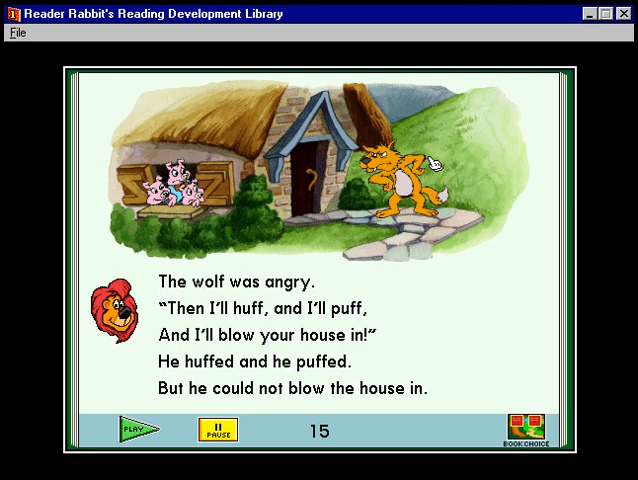 Reader Rabbit's Reading Development Library
File
The wolf was angry.
“Then I'll huff, and I'll puff,
And I'll blow your house in!”
He huffed and he puffed.
But he could not blow the house in.
PLAY
PAUSE
15
BOOK CHOICE